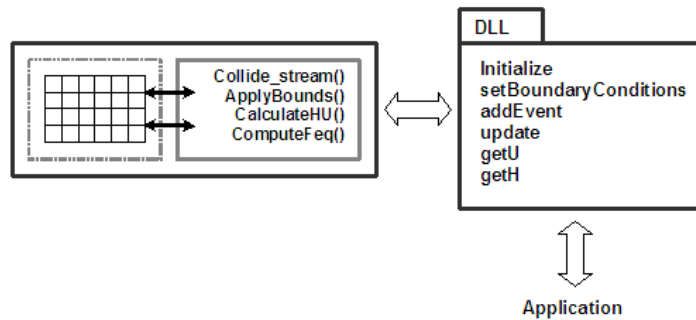 Collide_stream()
ApplyBounds()
CalculateHU()
ComputeFeq()
DLL
Initialize
setBoundaryConditions
addEvent
update
getU
getH
Application